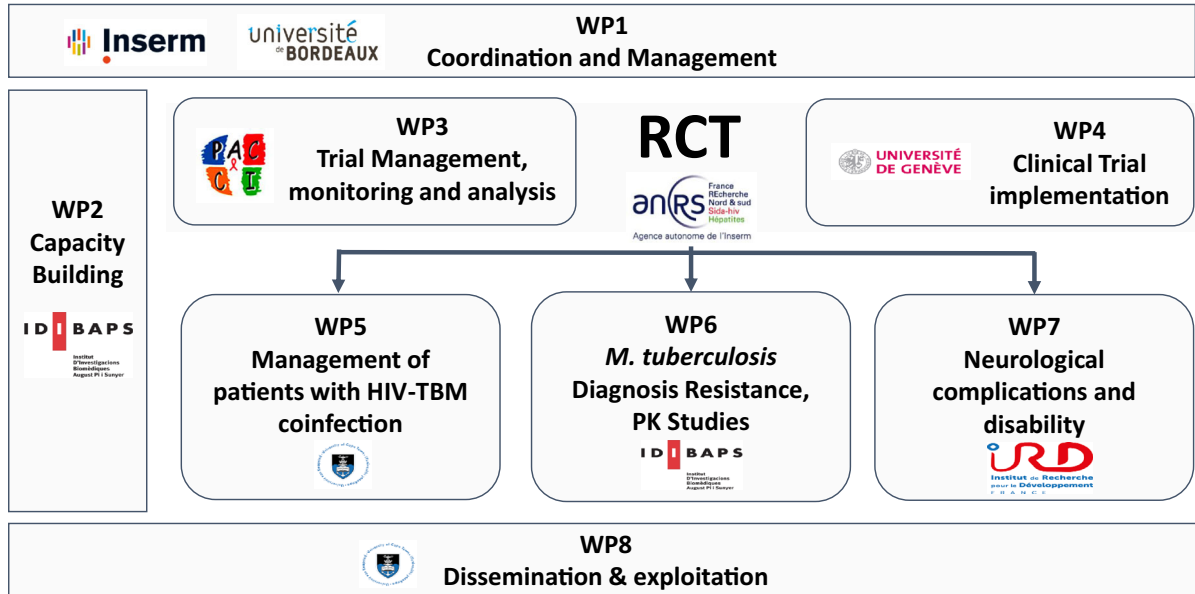 Inserm
université
de BORDEAUX
WP1
Coordination and Management
WP2
Capacity
Building
IDIBAPS
Institut
D'Investigacions
Biomèdiques
August Pi i Sunyer
PAC
CI
WP3
Trial Management,
monitoring and analysis
RCT
anRS
France
REcherche
Nord & sud
Sida-hiv
Hépatites
Agence autonome de l'Inserm
UNIVERSITÉ
DE GENÈVE
WP4
Clinical Trial
implementation
WP5
Management of
patients with HIV-TBM
coinfection
WP6
M. tuberculosis
Diagnosis Resistance,
PK Studies
IDIBAPS
Institut
D'Investigacions
Biomèdiques
August Pi i Sunyer
WP7
Neurological
complications and
disability
iRD
Institut de Recherche
pour le Développement
FRANCE
WP8
Dissemination & exploitation